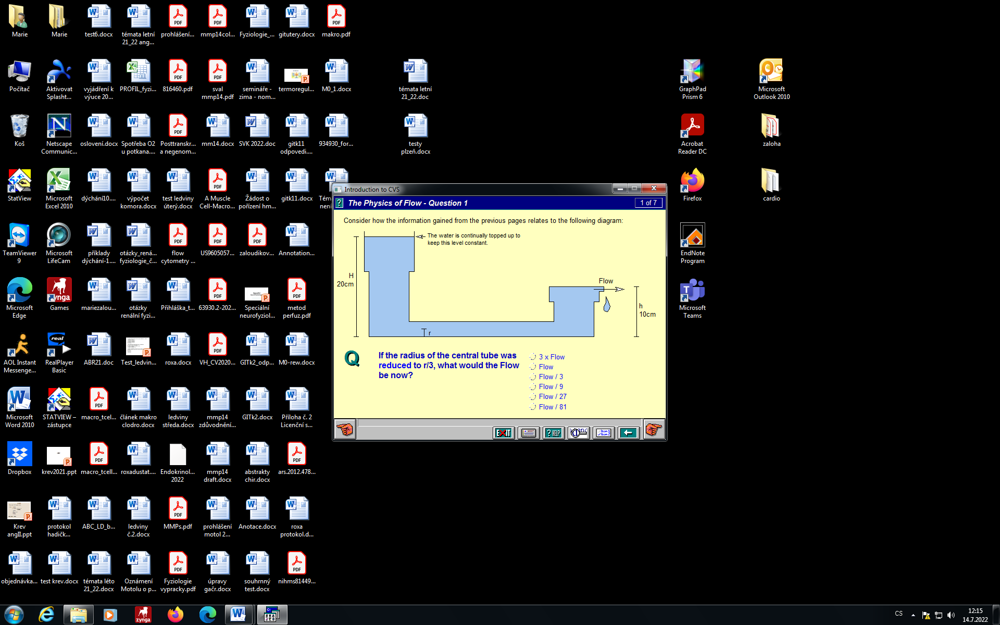 Marie
Marie
test6.docx
témata letní
21_22 ang...
prohlášení...
mmp14col...
Fyziologie_...
gitutery.docx
makro.pdf
Počítač
Aktivovat
Splasht...
vyjádření k
výuce 20...
PROFIL_fyzi...
816460.pdf
sval
mmp14.pdf
semináře -
zima - nom...
termoregul...
M0_1.docx
témata letní
21_22.doc
GraphPad
Prism 6
Microsoft
Outlook 2010
Koš
Netscape
Communic...
oslovení.docx
Spotřeba O2
u potkana....
Posttranskr...
a negenom...
mm14.docx
SVK 2022.doc
gitk11
odpovedi....
934930_for...
testy
plzeň.docx
Acrobat
Reader DC
zaloha
StatView
Microsoft
Excel 2010
dýchání10....
výpočet
komora.docx
test ledviny
úterý.docx
A Muscle
Cell-Macro...
Žádost o
pořízení hm...
gitk11.docx
Firefox
cardio
TeamViewer
9
Microsoft
LifeCam
příklady
dýchání-1....
otázky_rená...
fyziologie_č...
flow
cytometry ...
US9605057...
zaloudikov...
Annotation...
EndNote
Program
Microsoft
Edge
Games
mariezalou...
otázky
renální fyzi...
Přihláška_t...
63930.2-202...
Speciální
neurofyziol...
metod
perfuz.pdf
Microsoft
Teams
AOL Instant
Messenge...
RealPlayer
Basic
ABR21.doc
Test_ledvin...
roxa.docx
VH_CV2020...
GITk2_odp...
M0-rew.docx
Microsoft
Word 2010
STATVIEW –
zástupce
macro_tcel...
článek makro
clodro.docx
ledviny
středa.docx
mmp14
zdůvodnění...
GITk2.docx
Příloha č. 2
Licenční s...
Dropbox
krev2021.ppt
macro_tcell...
roxadustat....
Endokrinol...
2022
mmp14
draft.docx
abstrakty
chir.docx
ars.2012.478...
Krev
angII.ppt
protokol
hadičk...
ABC_LD_b...
ledviny
č.2.docx
MMPs.pdf
prohlášení
motol 2...
Anotace.docx
roxa
protokol.d...
objednávka...
test krev.docx
témata léto
21_22.docx
Oznámení
Motolu o p...
Fyziologie
vypracky.pdf
úpravy
gačr.docx
souhrnný
test.docx
nihms81449...
Introduction to CVS
The Physics of Flow - Question 1
1 of 7
Consider how the information gained from the previous pages relates to the following diagram:
The water is continually topped up to
keep this level constant.
H
20cm
Flow
h
10cm
r
Q
If the radius of the central tube was
reduced to r/3, what would the Flow
be now?
3 x Flow
Flow
Flow / 3
Flow / 9
Flow / 27
Flow / 81
EXIT
? HELP
CS
12:15
14.7.2022